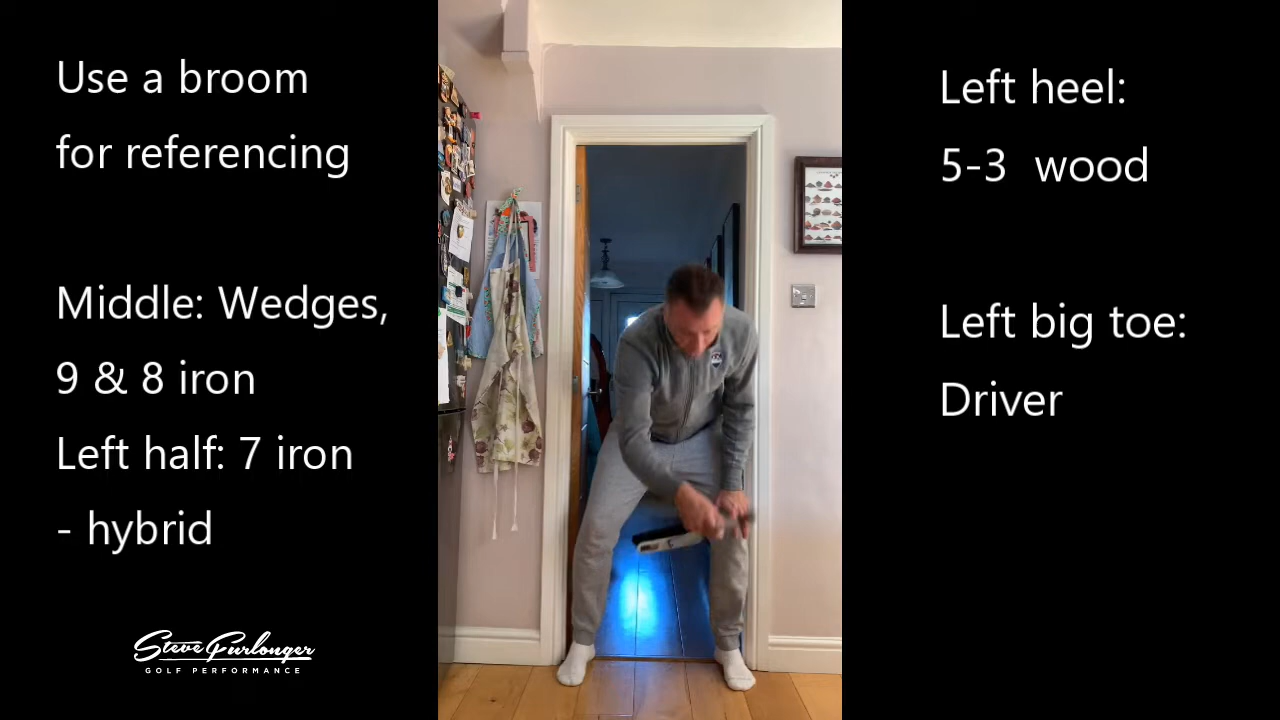 Use a broom
for referencing
Middle: Wedges,
9 & 8 iron
Left half: 7 iron
- hybrid
Steve Furlonger
GOLF PERFORMANCE
Left heel:
5-3 wood
Left big toe:
Driver